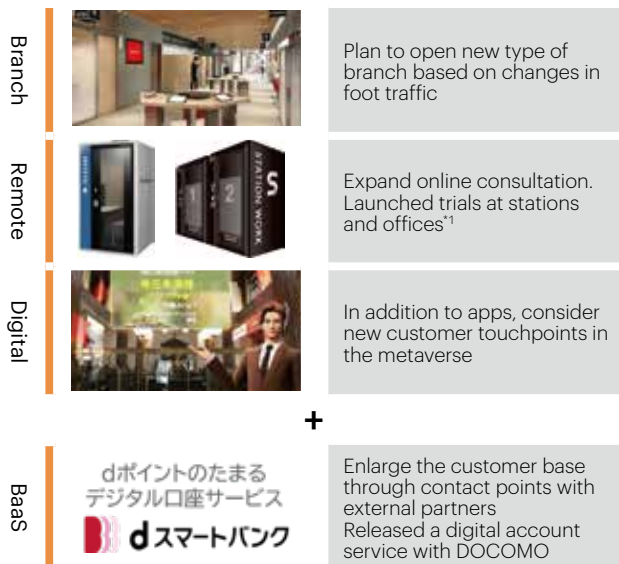 Branch
Plan to open new type of
branch based on changes in
foot traffic
Remote
1
2
S
STATION WORK
Expand online consultation.
Launched trials at stations
and offices*1
Digital
In addition to apps, consider
new customer touchpoints in
the metaverse
+
BaaS
dポイントのたまる
デジタル口座サービス
dスマートバンク
Enlarge the customer base
through contact points with
external partners
Released a digital account
service with DOCOMO